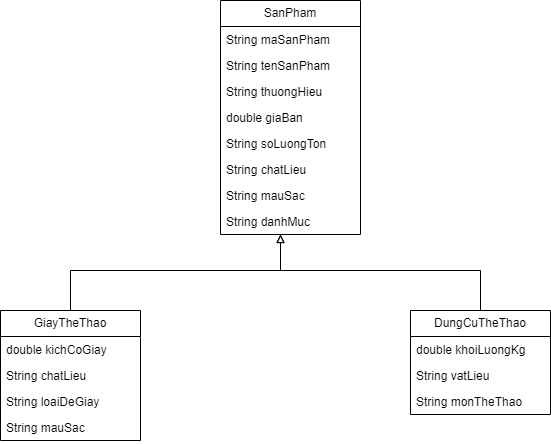 SanPham
String maSanPham
String tenSanPham
String thuongHieu
double giaBan
String soLuongTon
String chatLieu
String mauSac
String danhMuc
GiayTheThao
double kichCoGiay
String chatLieu
String loaiDeGiay
String mauSac
DungCuTheThao
double khoiLuongKg
String vatLieu
String monTheThao